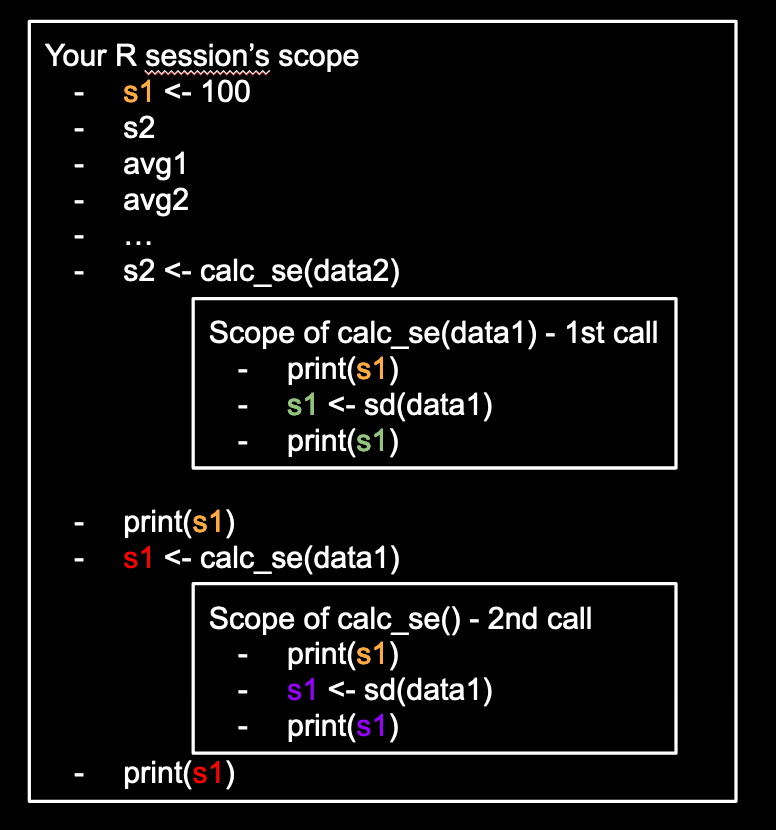 Your R session's scope
- s1 <- 100
- s2
- avg1
- avg2
- …
- s2 <- calc_se(data2)
Scope of calc_se(data1) - 1st call
- print(s1)
- s1 <- sd(data1)
- print(s1)
- print(s1)
- s1 <- calc_se(data1)
Scope of calc_se() - 2nd call
- print(s1)
- s1 <- sd(data1)
- print(s1)
- print(s1)